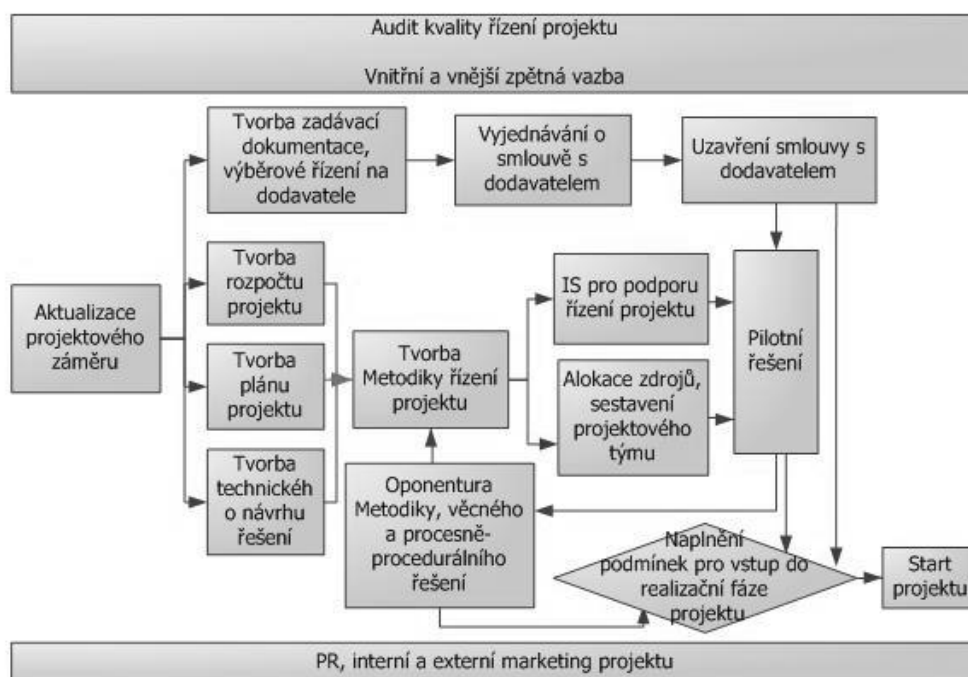 Audit kvality řízení projektu
Vnitřní a vnější zpětná vazba
Tvorba zadávací
dokumentace,
výběrové řízení na
dodavatele
Vyjednávání o
smlouvě s
dodavatelem
Uzavření smlouvy s
dodavatelem
Aktualizace
projektového
záměru
Tvorba
rozpočtu
projektu
Tvorba
plánu
projektu
Tvorba
technickéh
o návrhu
řešení
Tvorba
Metodiky řízení
projektu
IS pro podporu
řízení projektu
Alokace zdrojů,
sestavení
projektového
týmu
Pilotní
řešení
Oponentura
Metodiky, věcného
a procesně-
procedurálního
řešení
Naplnění
podmínek pro vstup do
realizační fáze
projektu
Start
projektu
PR, interní a externí marketing projektu